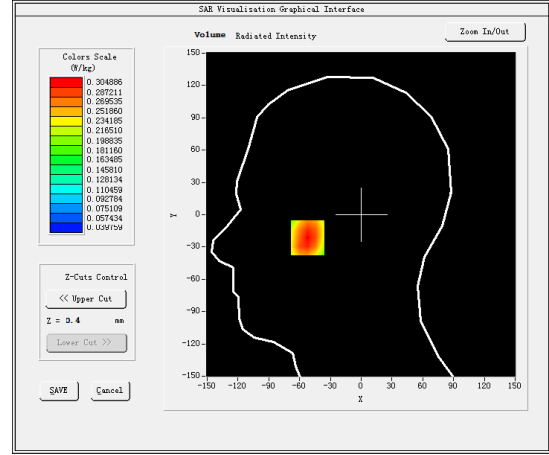 SAR Visualisation Graphical Interface
Volume Radiated Intensity
Zoom In/Out
Colors Scale
(W/kg)
0.304886
0.287211
0.269535
0.251860
0.234185
0.216510
0.198835
0.181160
0.163485
0.145810
0.128134
0.110459
0.092784
0.075109
0.057434
0.039759
Z-Cuts Control
<< Upper Cut
Z = 0.4 mm
Lower Cut >>
SAVE Cancel
150
120
90
60
30
0
-30
-60
-90
-120
-150
Y
-150 -120 -90 -60 -30 0 30 60 90 120 150
X